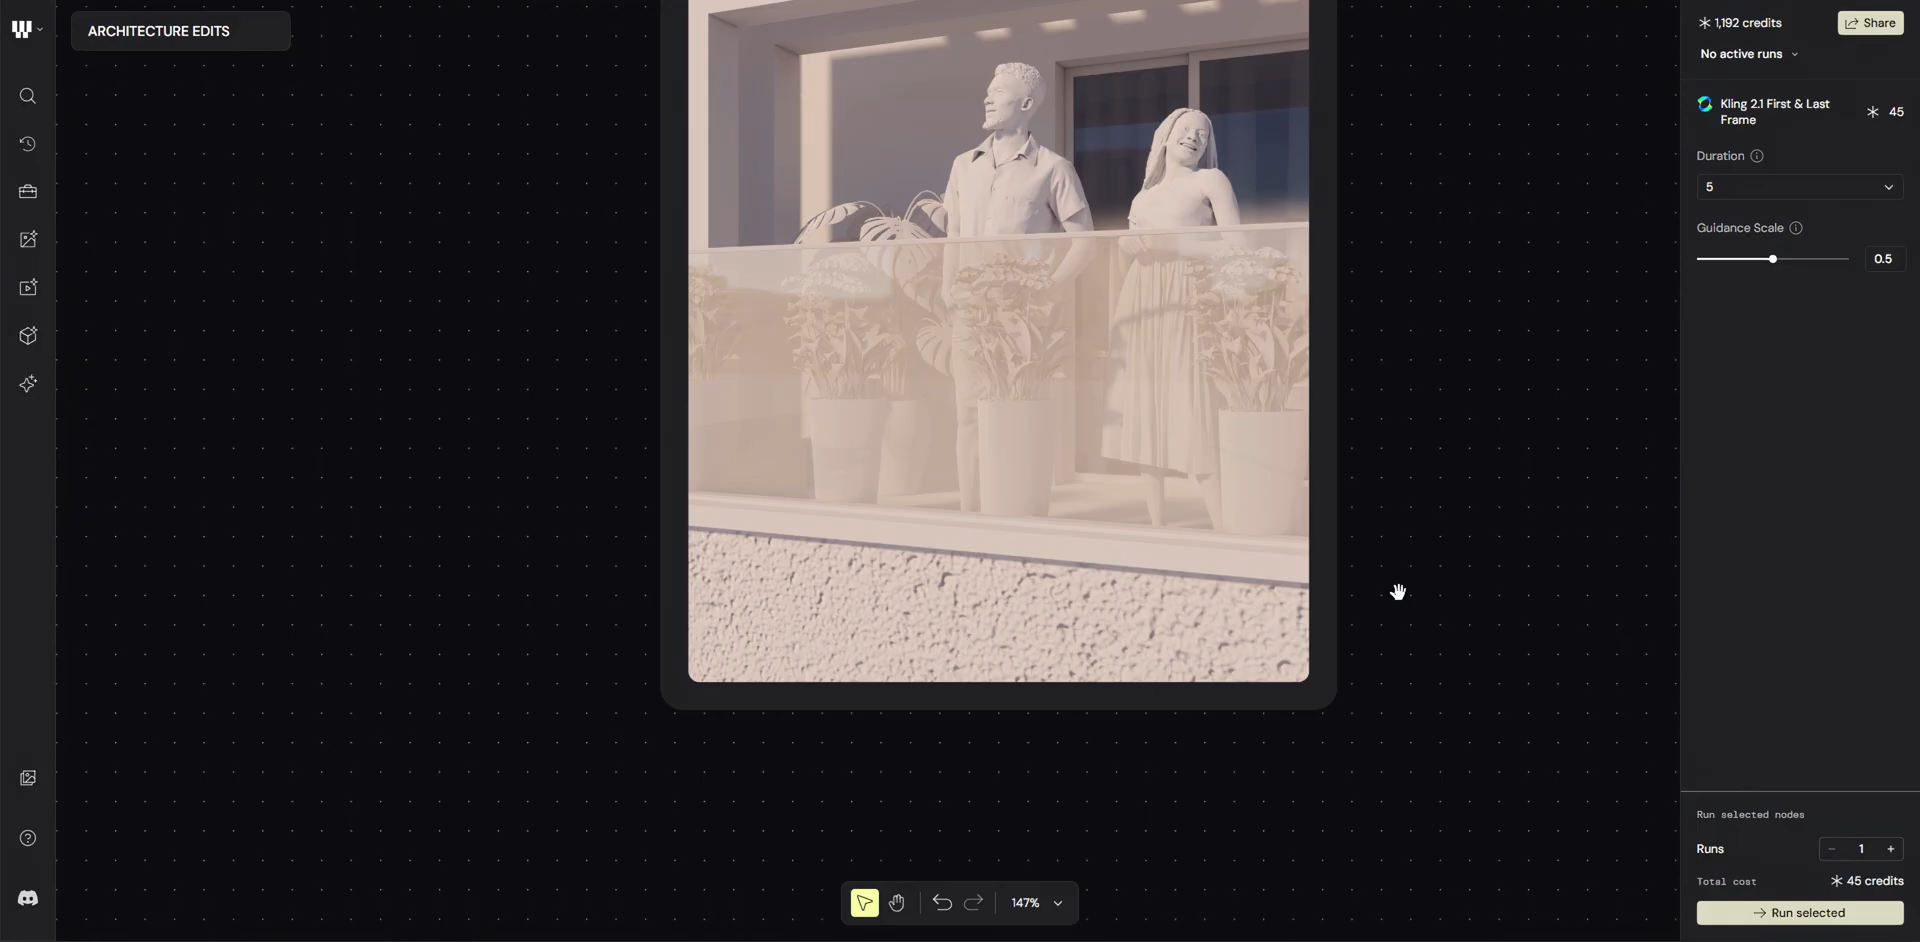 ARCHITECTURE EDITS
1,192 credits
Share
No active runs
Kling 2.1 First & Last
Frame
45
Duration
5
Guidance Scale
0.5
Run selected nodes
Runs
1
Total cost
45 credits
Run selected
147%